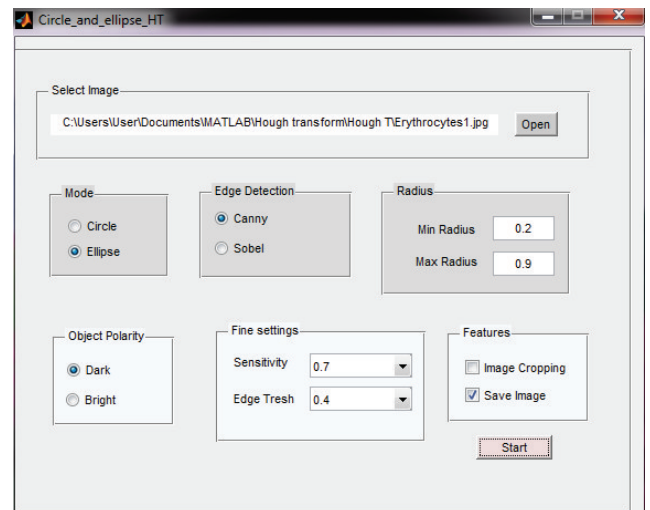 Circle_and_ellipse_HT
Select Image
C:\Users\User\Documents\MATLAB\Hough transform\Hough T\Erythrocytes1.jpg Open
Mode
Circle
Ellipse
Edge Detection
Canny
Sobel
Radius
Min Radius 0.2
Max Radius 0.9
Object Polarity
Dark
Bright
Fine settings
Sensitivity 0.7
Edge Tresh 0.4
Features
Image Cropping
Save Image
Start